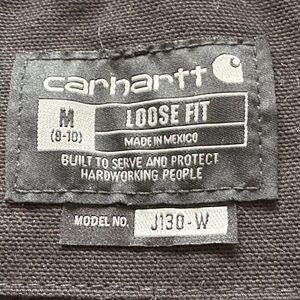 carhartt
M LOOSE FIT
(8-10) MADE IN MEXICO
BUILT TO SERVE AND PROTECT
HARDWORKING PEOPLE
MODEL NO. J130-W